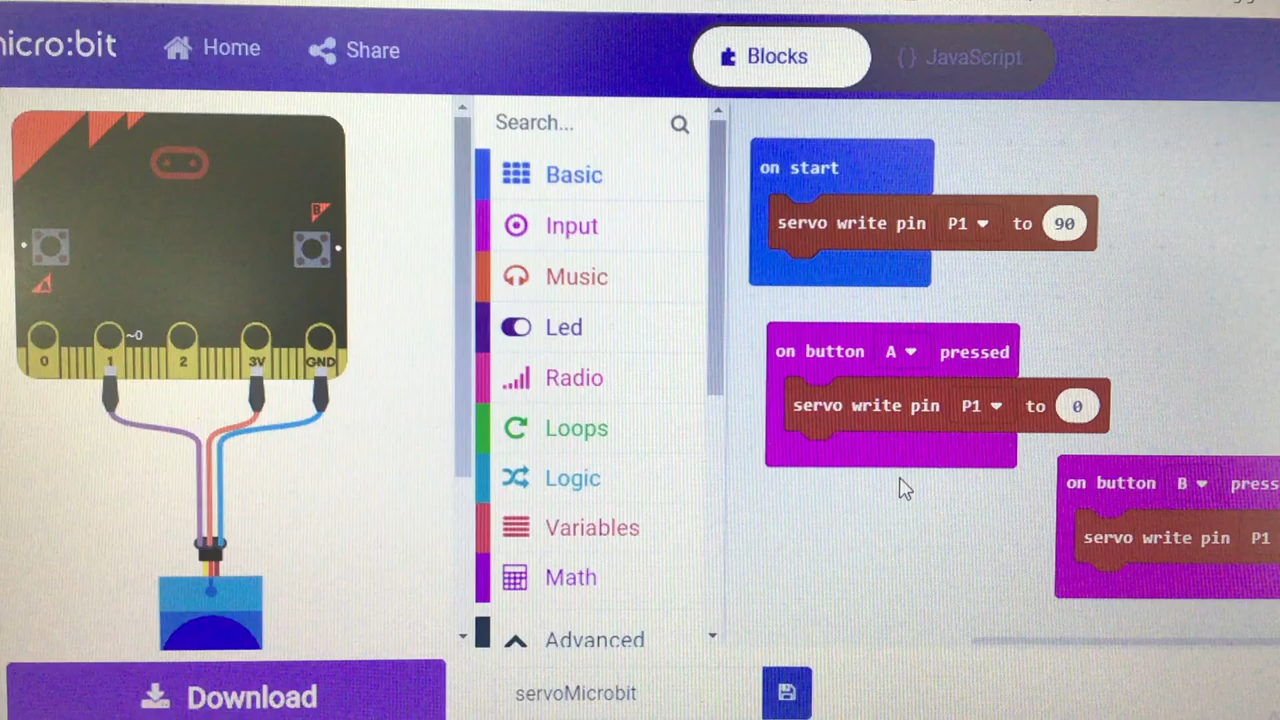 micro:bit
Home
Share
Blocks
{} JavaScript
Search...
Basic
Input
Music
Led
Radio
Loops
Logic
Variables
Math
Advanced
on start
servo write pin P1 to 90
on button A pressed
servo write pin P1 to 0
on button B press
servo write pin P1
B
A
~0
0 1 2 3V GND
Download
servoMicrobit